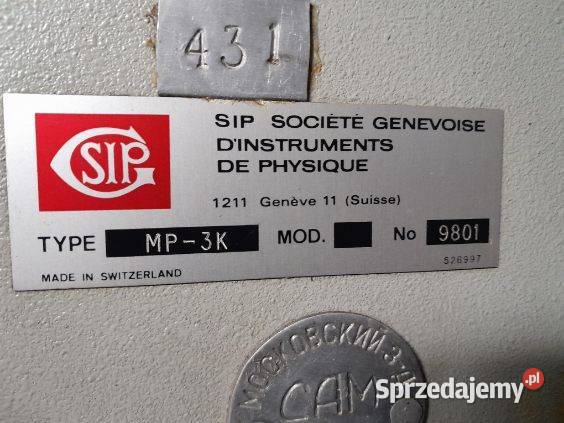 431
SIP SOCIÉTÉ GENEVOISE
D'INSTRUMENTS
DE PHYSIQUE
SIP
1211 Genève 11 (Suisse)
TYPE MP-3K MOD. No 9801
MADE IN SWITZERLAND
526997
МОСКОВСКИЙ
САМ
Sprzedajemy.pl